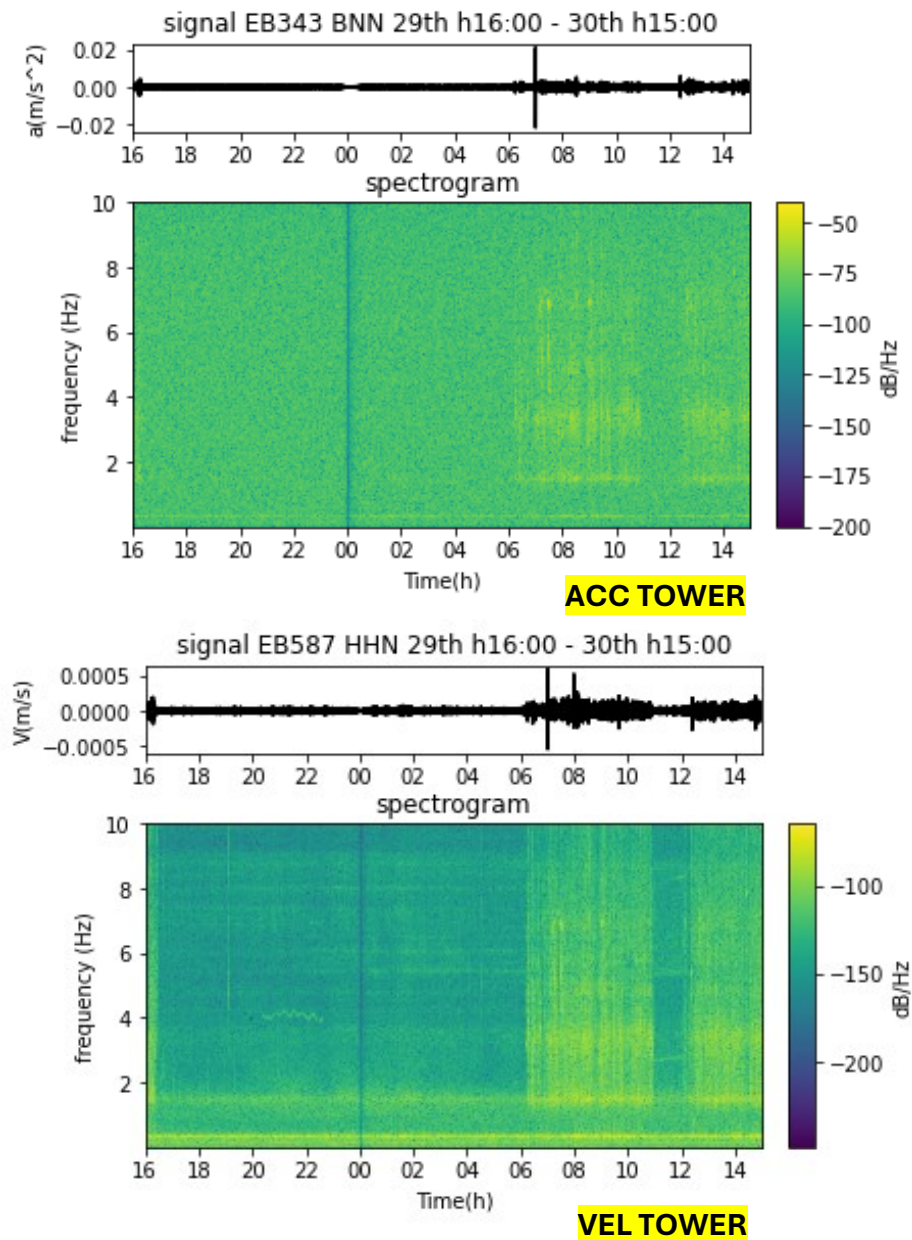 signal EB343 BNN 29th h16:00 - 30th h15:00
a(m/s^2)
0.02
0.00
−0.02
16 18 20 22 00 02 04 06 08 10 12 14
spectrogram
frequency (Hz)
10
8
6
4
2
16 18 20 22 00 02 04 06 08 10 12 14
Time(h)
−50
−75
−100
−125
−150
−175
−200
dB/Hz
ACC TOWER
signal EB587 HHN 29th h16:00 - 30th h15:00
V(m/s)
0.0005
0.0000
−0.0005
16 18 20 22 00 02 04 06 08 10 12 14
spectrogram
frequency (Hz)
10
8
6
4
2
16 18 20 22 00 02 04 06 08 10 12 14
Time(h)
−100
−150
−200
dB/Hz
VEL TOWER